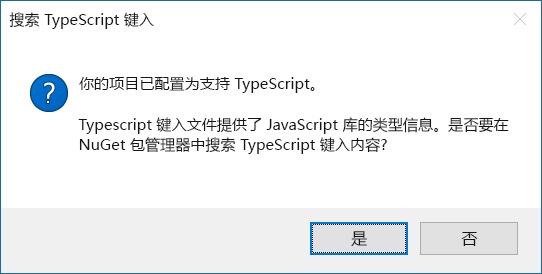 搜索 TypeScript 键入
你的项目已配置为支持 TypeScript。
Typescript 键入文件提供了 JavaScript 库的类型信息。是否要在
NuGet 包管理器中搜索 TypeScript 键入内容?
是
否